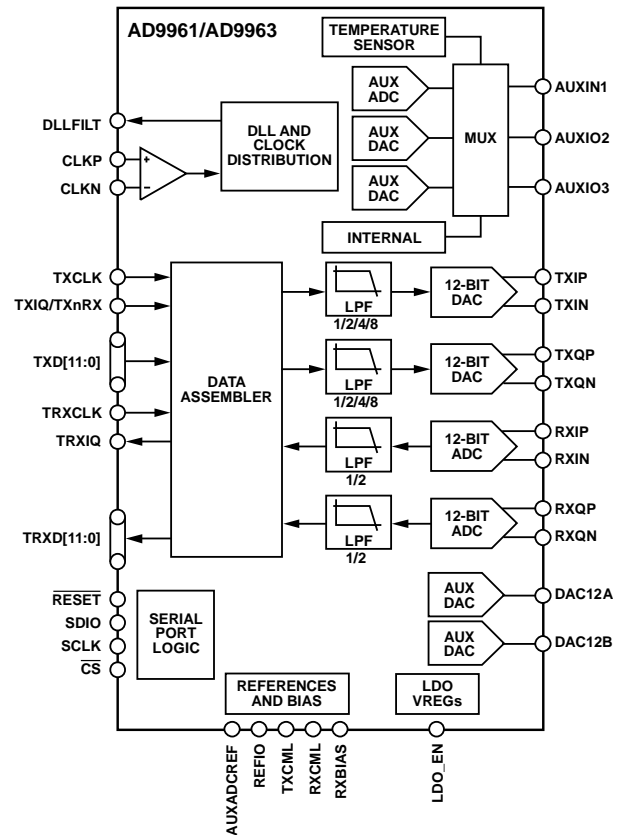 AD9961/AD9963
TEMPERATURE
SENSOR
AUX
ADC
AUX
DAC
AUX
DAC
MUX
INTERNAL
AUXIN1
AUXIO2
AUXIO3
DLLFILT
CLKP
CLKN
+
–
DLL AND
CLOCK
DISTRIBUTION
TXCLK
TXIQ/TXnRX
TXD[11:0]
TRXCLK
TRXIQ
TRXD[11:0]
DATA
ASSEMBLER
LPF
1/2/4/8
12-BIT
DAC
TXIP
TXIN
LPF
1/2/4/8
12-BIT
DAC
TXQP
TXQN
LPF
1/2
12-BIT
ADC
RXIP
RXIN
LPF
1/2
12-BIT
ADC
RXQP
RXQN
RESET
SDIO
SCLK
CS
SERIAL
PORT
LOGIC
AUX
DAC
DAC12A
AUX
DAC
DAC12B
REFERENCES
AND BIAS
LDO
VREGs
AUXADCREF
REFIO
TXCML
RXCML
RXBIAS
LDO_EN